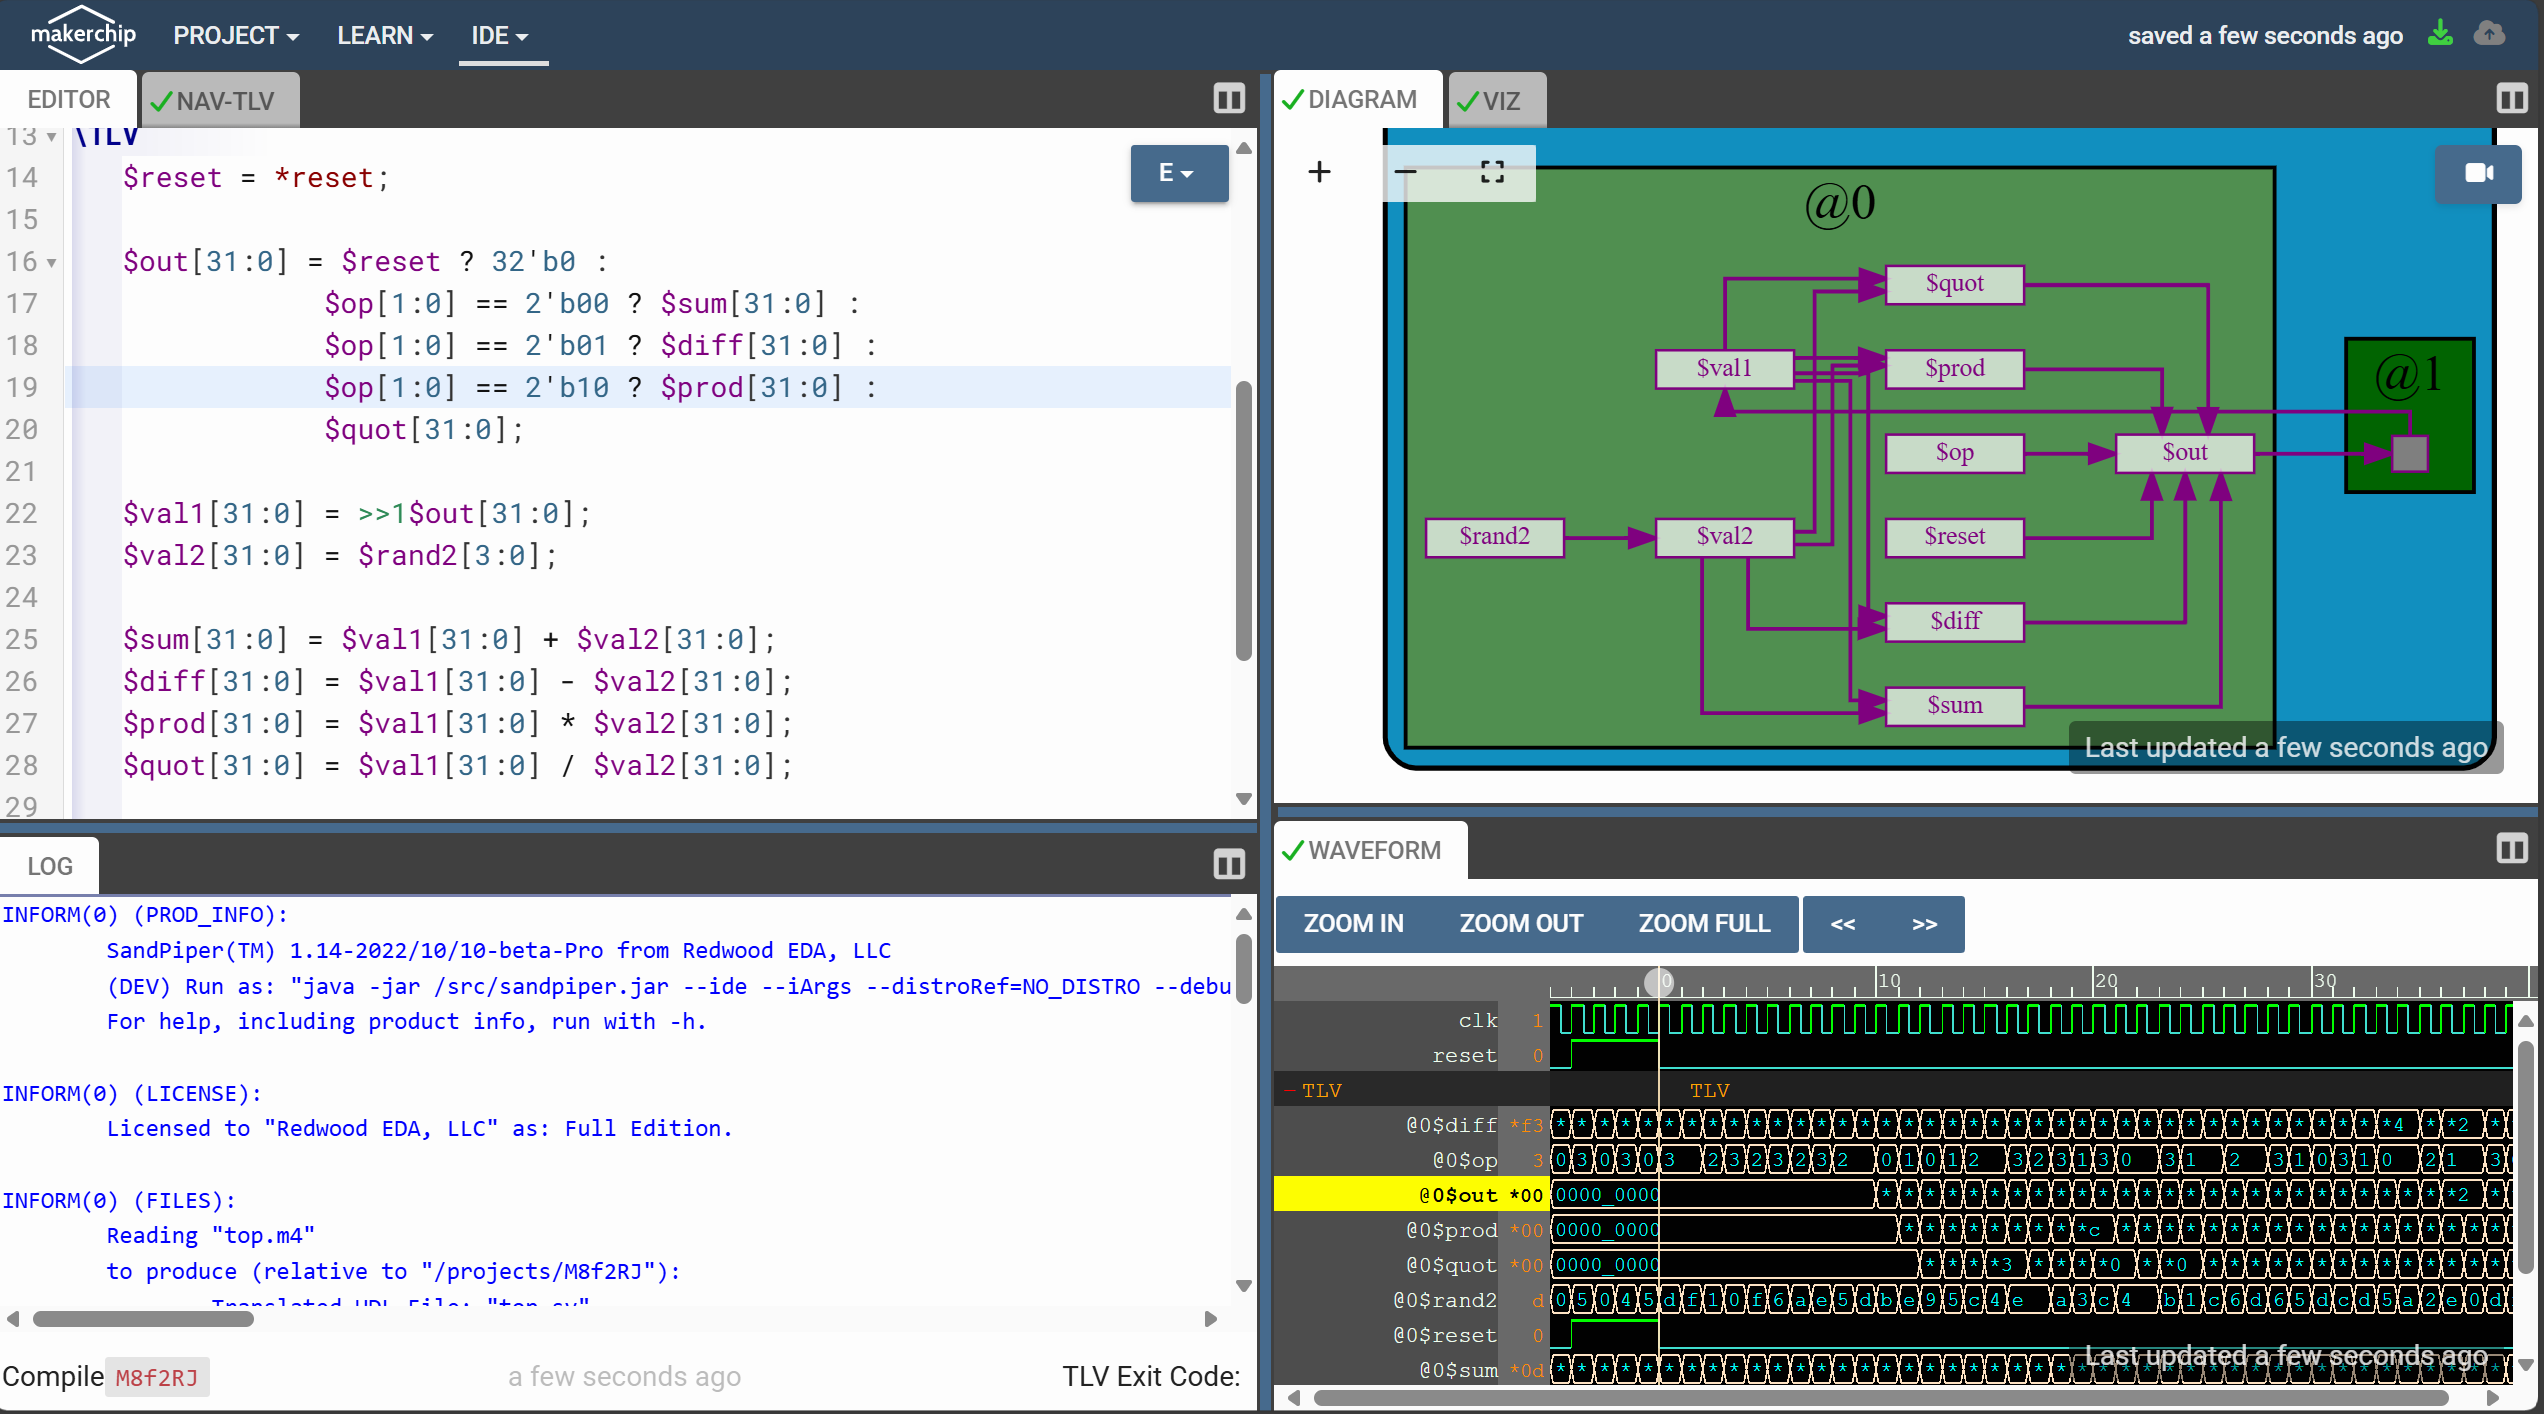 makerchip PROJECT LEARN IDE saved a few seconds ago
EDITOR NAV-TLV
13 \TLV
E
14 $reset = *reset;
15
16 $out[31:0] = $reset ? 32'b0 :
17 $op[1:0] == 2'b00 ? $sum[31:0] :
18 $op[1:0] == 2'b01 ? $diff[31:0] :
19 $op[1:0] == 2'b10 ? $prod[31:0] :
20 $quot[31:0];
21
22 $val1[31:0] = >>1$out[31:0];
23 $val2[31:0] = $rand2[3:0];
24
25 $sum[31:0] = $val1[31:0] + $val2[31:0];
26 $diff[31:0] = $val1[31:0] - $val2[31:0];
27 $prod[31:0] = $val1[31:0] * $val2[31:0];
28 $quot[31:0] = $val1[31:0] / $val2[31:0];
29
LOG
INFORM(0) (PROD_INFO):
SandPiper(TM) 1.14-2022/10/10-beta-Pro from Redwood EDA, LLC
(DEV) Run as: "java -jar /src/sandpiper.jar --ide --iArgs --distroRef=NO_DISTRO --debu
For help, including product info, run with -h.
INFORM(0) (LICENSE):
Licensed to "Redwood EDA, LLC" as: Full Edition.
INFORM(0) (FILES):
Reading "top.m4"
to produce (relative to "/projects/M8f2RJ"):
Translated HDL File: "top.sv"
Compile M8f2RJ a few seconds ago TLV Exit Code:
DIAGRAM VIZ
+ −
@0
$quot
$val1 $prod
@1
$op $out
$rand2 $val2 $reset
$diff
$sum
Last updated a few seconds ago
WAVEFORM
ZOOM IN ZOOM OUT ZOOM FULL << >>
0 10 20 30
clk 1
reset 0
TLV TLV
@0$diff *f3
@0$op 3
@0$out *00 0000_0000
@0$prod *00 0000_0000
@0$quot *00 0000_0000
@0$rand2 d
@0$reset 0
@0$sum *0d
Last updated a few seconds ago